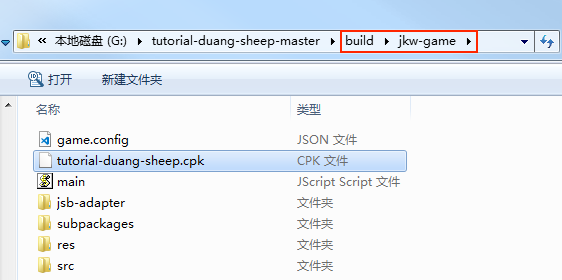 « 本地磁盘 (G:) ▸ tutorial-duang-sheep-master ▸ build ▸ jkw-game ▸
打开 新建文件夹
名称 类型
game.config JSON 文件
tutorial-duang-sheep.cpk CPK 文件
main JScript Script 文件
jsb-adapter 文件夹
subpackages 文件夹
res 文件夹
src 文件夹